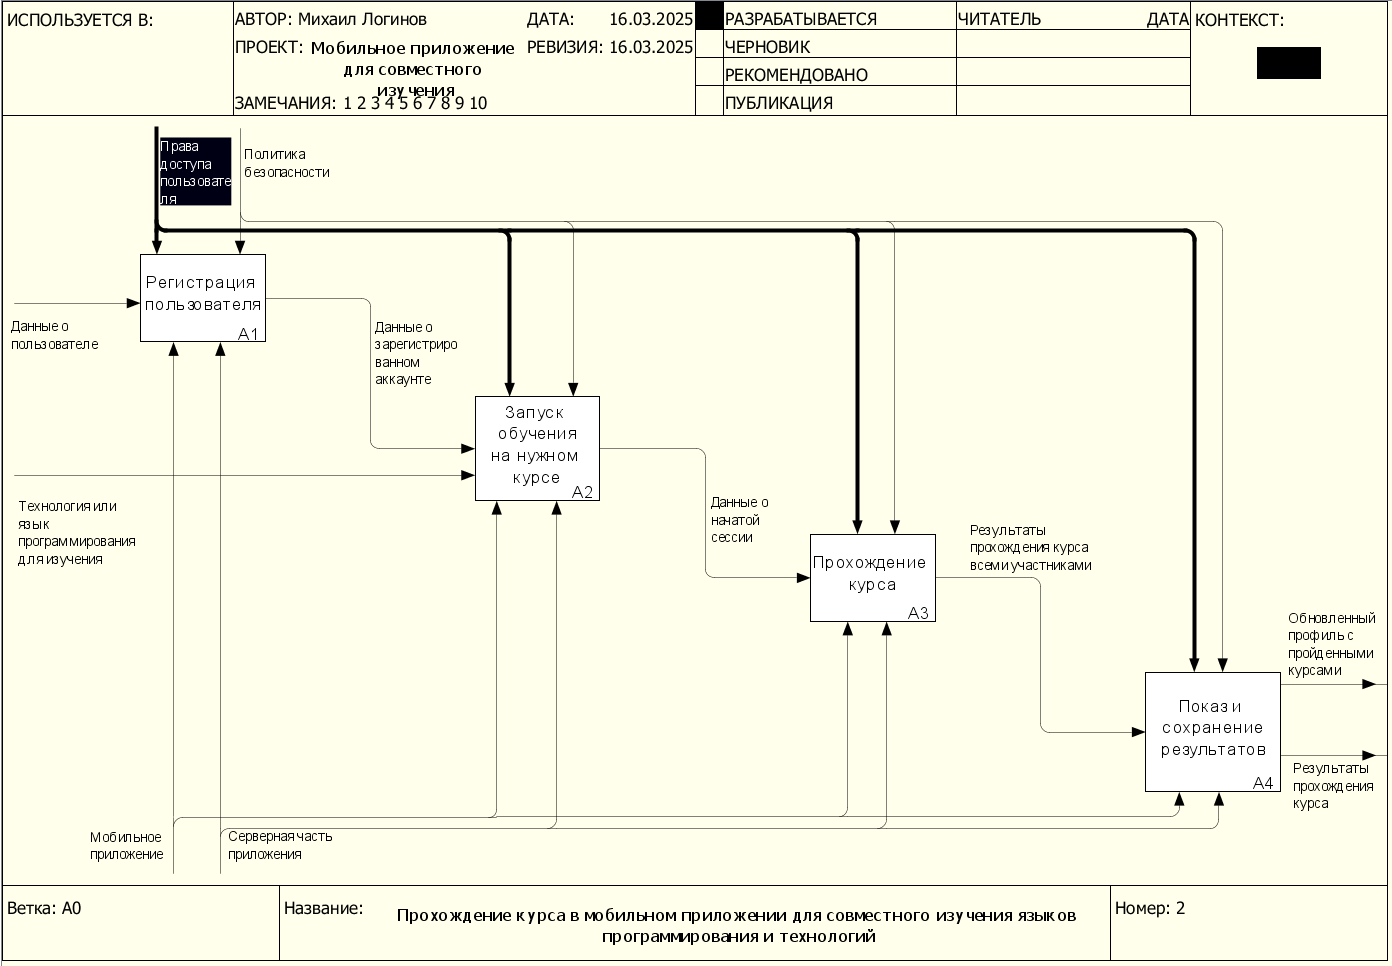 ИСПОЛЬЗУЕТСЯ В:
АВТОР: Михаил Логинов
ДАТА: 16.03.2025
ПРОЕКТ: Мобильное приложение
для совместного
изучения
РЕВИЗИЯ: 16.03.2025
ЗАМЕЧАНИЯ: 1 2 3 4 5 6 7 8 9 10
РАЗРАБАТЫВАЕТСЯ
ЧЕРНОВИК
РЕКОМЕНДОВАНО
ПУБЛИКАЦИЯ
ЧИТАТЕЛЬ
ДАТА
КОНТЕКСТ:
Права
доступа
пользовате
ля
Политика
безопасности
Регистрация
пользователя
A1
Данные о
пользователе
Данные о
зарегистриро
ванном
аккаунте
Запуск
обучения
на нужном
курсе
A2
Технология или
язык
программирования
для изучения
Данные о
начатой
сессии
Прохождение
курса
A3
Результаты
прохождения курса
всеми участниками
Обновленный
профиль с
пройденными
курсами
Показ и
сохранение
результатов
A4
Результаты
прохождения
курса
Мобильное
приложение
Серверная часть
приложения
Ветка: A0
Название:
Прохождение курса в мобильном приложении для совместного изучения языков
программирования и технологий
Номер: 2